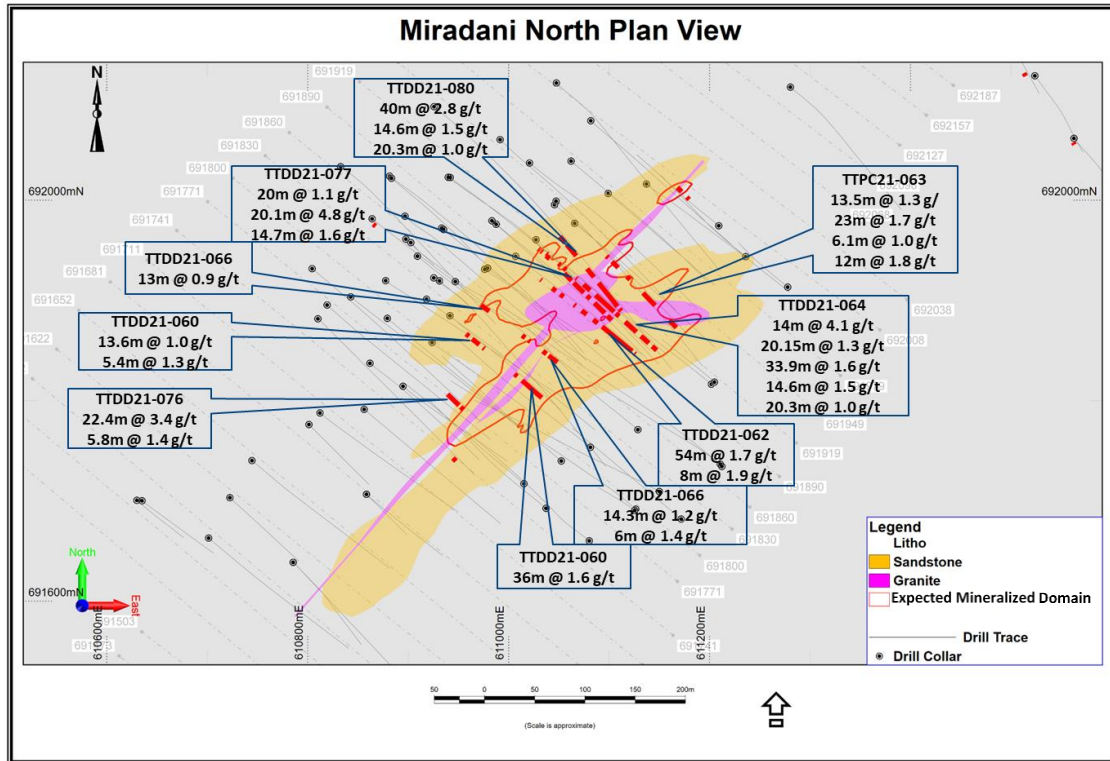 Miradani North Plan View
N
691919
691890
691860
691830
691800
691771
691741
691681
691652
692187
692157
692127
692038
692008
691949
691919
691890
691860
691830
691800
691771
691503
692000mN
692000mN
691600mN
610600mE
610800mE
611000mE
611200mE
TTDD21-080
40m @ 2.8 g/t
14.6m @ 1.5 g/t
20.3m @ 1.0 g/t
TTDD21-077
20m @ 1.1 g/t
20.1m @ 4.8 g/t
14.7m @ 1.6 g/t
TTDD21-066
13m @ 0.9 g/t
TTDD21-060
13.6m @ 1.0 g/t
5.4m @ 1.3 g/t
TTDD21-076
22.4m @ 3.4 g/t
5.8m @ 1.4 g/t
TTPC21-063
13.5m @ 1.3 g/
23m @ 1.7 g/t
6.1m @ 1.0 g/t
12m @ 1.8 g/t
TTDD21-064
14m @ 4.1 g/t
20.15m @ 1.3 g/t
33.9m @ 1.6 g/t
14.6m @ 1.5 g/t
20.3m @ 1.0 g/t
TTDD21-062
54m @ 1.7 g/t
8m @ 1.9 g/t
TTDD21-066
14.3m @ 1.2 g/t
6m @ 1.4 g/t
TTDD21-060
36m @ 1.6 g/t
North
East
Legend
Litho
Sandstone
Granite
Expected Mineralized Domain
Drill Trace
Drill Collar
50 0 50 100 150 200m
(Scale is approximate)